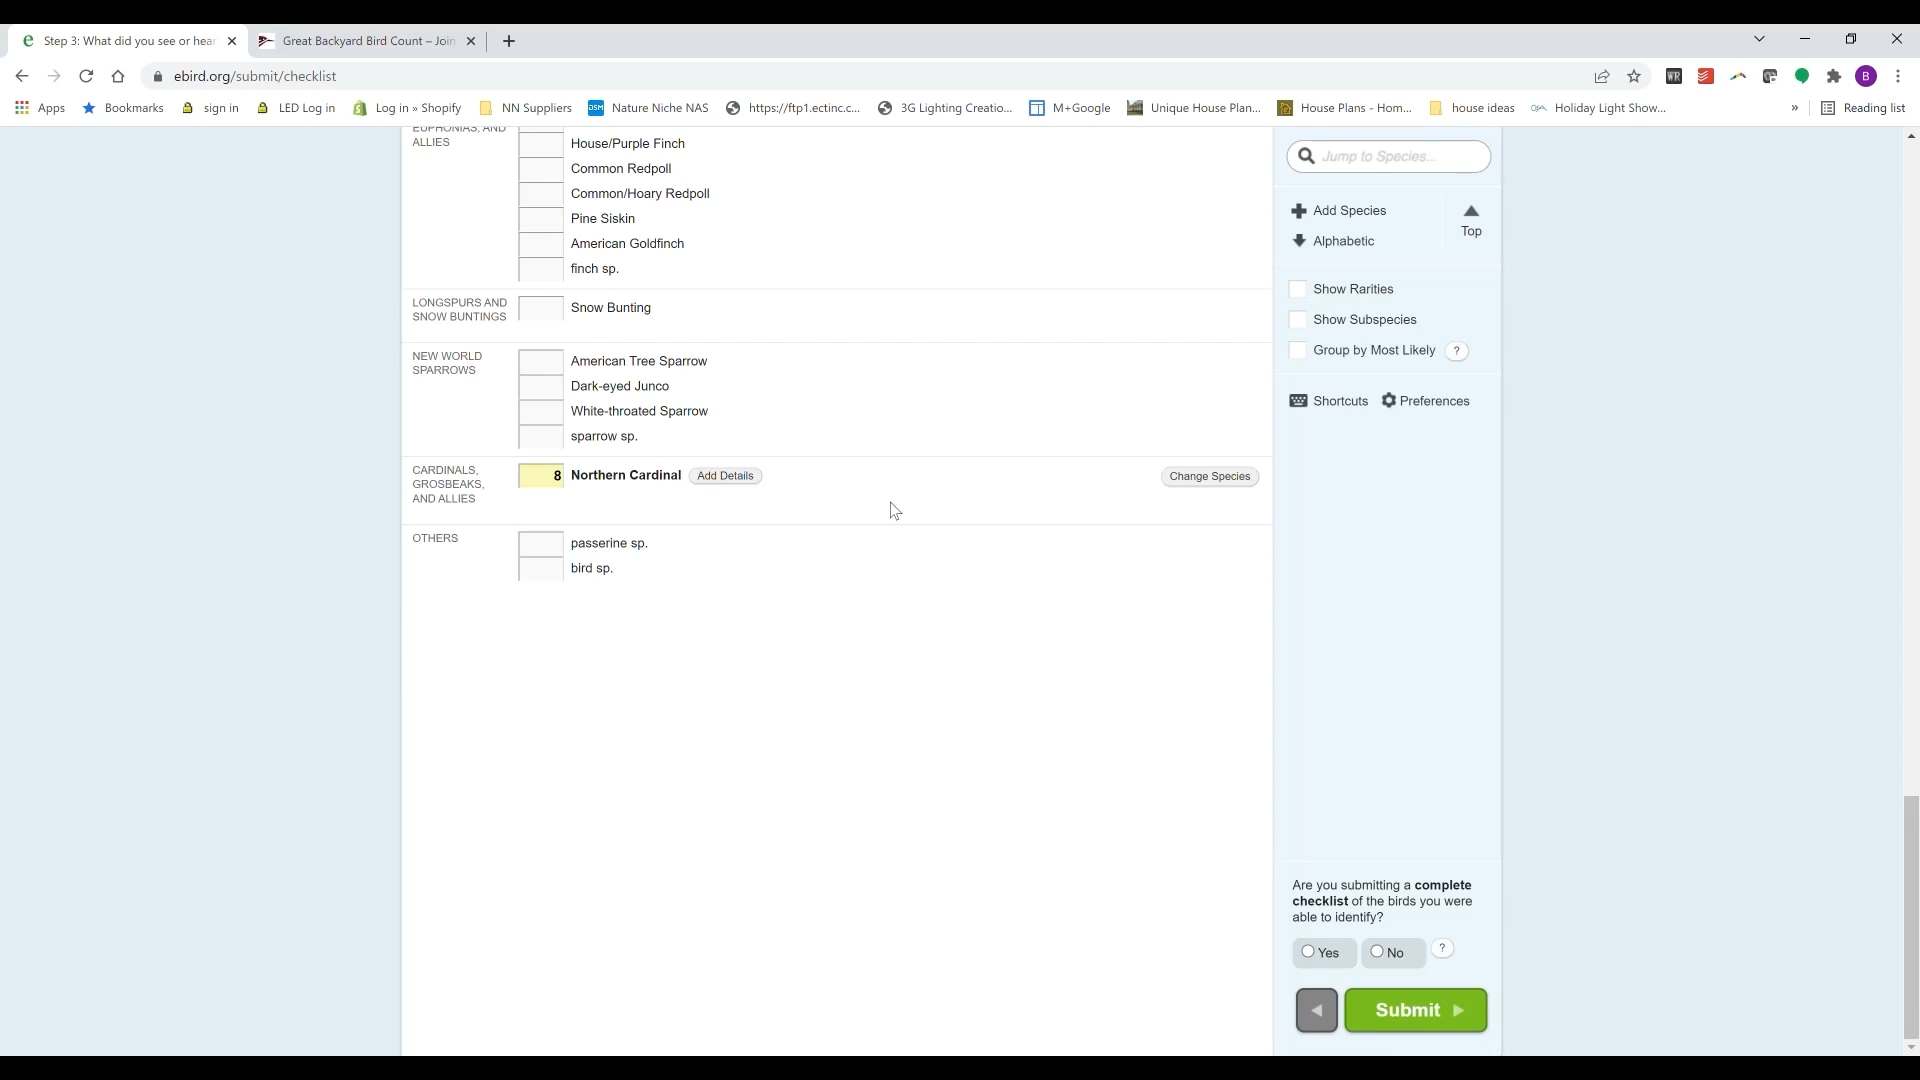 Step 3: What did you see or hear
Great Backyard Bird Count – Join
ebird.org/submit/checklist
B
Apps
Bookmarks
sign in
LED Log in
Log in » Shopify
NN Suppliers
Nature Niche NAS
https://ftp1.ectinc.c...
3G Lighting Creatio...
M+Google
Unique House Plan...
House Plans - Hom...
house ideas
Holiday Light Show...
»
Reading list
EUPHONIAS, AND
ALLIES
House/Purple Finch
Common Redpoll
Common/Hoary Redpoll
Pine Siskin
American Goldfinch
finch sp.
LONGSPURS AND
SNOW BUNTINGS
Snow Bunting
NEW WORLD
SPARROWS
American Tree Sparrow
Dark-eyed Junco
White-throated Sparrow
sparrow sp.
CARDINALS,
GROSBEAKS,
AND ALLIES
8 Northern Cardinal Add Details Change Species
OTHERS
passerine sp.
bird sp.
Jump to Species...
Add Species
Top
Alphabetic
Show Rarities
Show Subspecies
Group by Most Likely ?
Shortcuts Preferences
Are you submitting a complete
checklist of the birds you were
able to identify?
Yes No ?
Submit